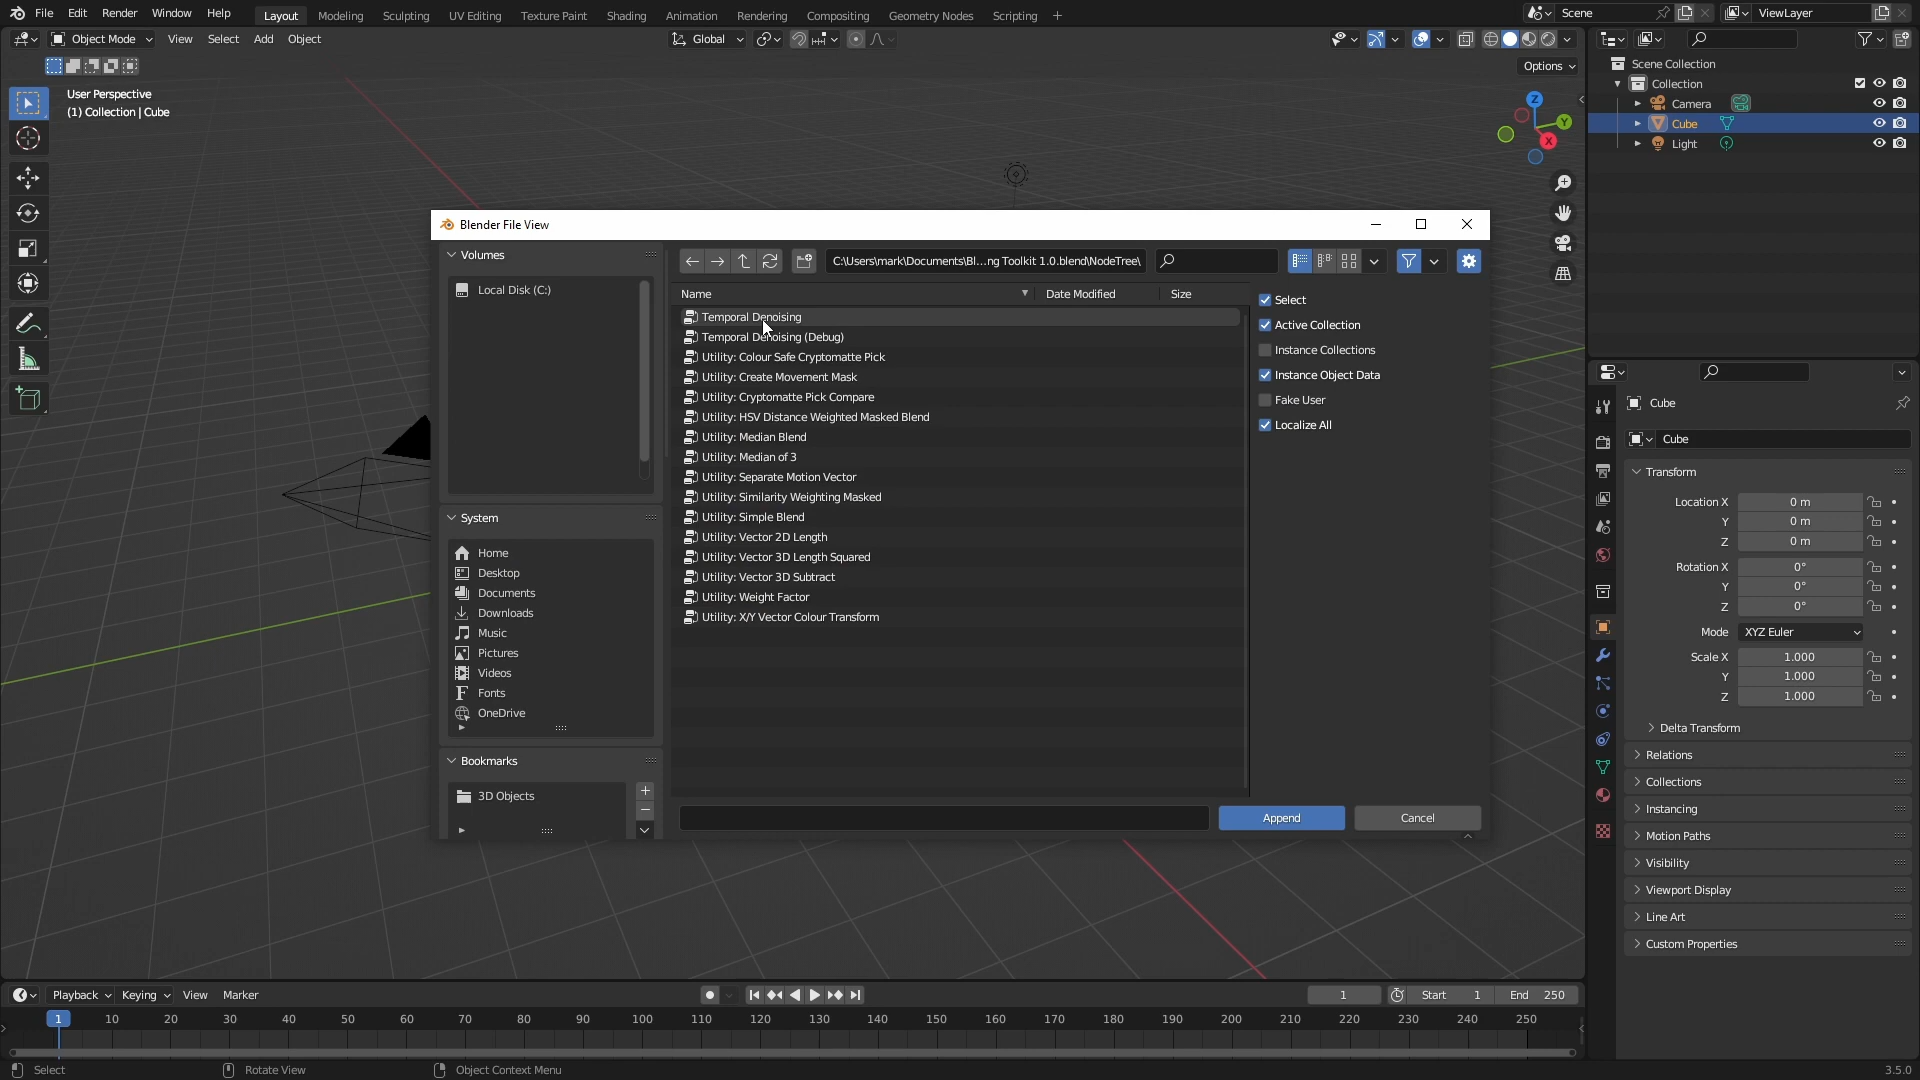 File Edit Render Window Help Layout Modeling Sculpting UV Editing Texture Paint Shading Animation Rendering Compositing Geometry Nodes Scripting + Scene ViewLayer
Object Mode View Select Add Object Global
Options
User Perspective
(1) Collection | Cube
Z
Y
X
Scene Collection
Collection
Camera
Cube
Light
Blender File View
Volumes
Local Disk (C:)
System
Home
Desktop
Documents
Downloads
Music
Pictures
Videos
Fonts
OneDrive
Bookmarks
3D Objects
C:\Users\mark\Documents\Bl...ng Toolkit 1.0.blend\NodeTree\
Name Date Modified Size
Temporal Denoising
Temporal Denoising (Debug)
Utility: Colour Safe Cryptomatte Pick
Utility: Create Movement Mask
Utility: Cryptomatte Pick Compare
Utility: HSV Distance Weighted Masked Blend
Utility: Median Blend
Utility: Median of 3
Utility: Separate Motion Vector
Utility: Similarity Weighting Masked
Utility: Simple Blend
Utility: Vector 2D Length
Utility: Vector 3D Length Squared
Utility: Vector 3D Subtract
Utility: Weight Factor
Utility: X/Y Vector Colour Transform
Select
Active Collection
Instance Collections
Instance Object Data
Fake User
Localize All
Append Cancel
Cube
Cube
Transform
Location X 0 m
Y 0 m
Z 0 m
Rotation X 0°
Y 0°
Z 0°
Mode XYZ Euler
Scale X 1.000
Y 1.000
Z 1.000
Delta Transform
Relations
Collections
Instancing
Motion Paths
Visibility
Viewport Display
Line Art
Custom Properties
Playback Keying View Marker 1 Start 1 End 250
1 10 20 30 40 50 60 70 80 90 100 110 120 130 140 150 160 170 180 190 200 210 220 230 240 250
Select Rotate View Object Context Menu 3.5.0